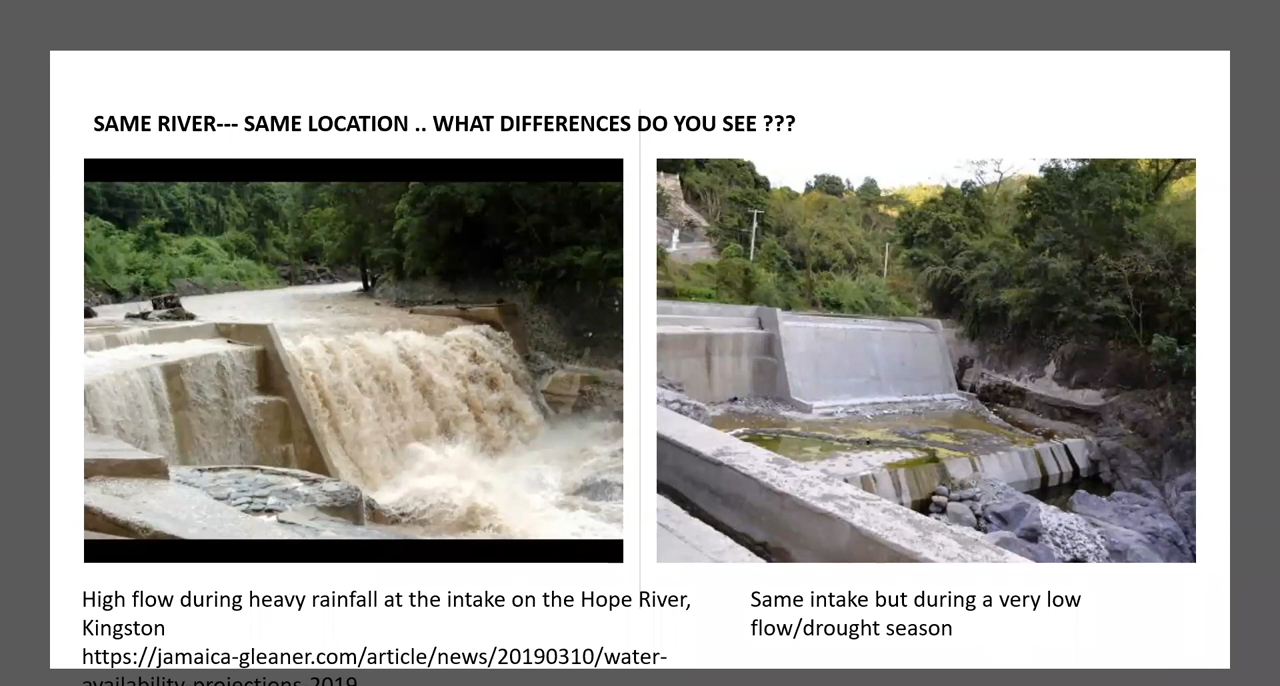 SAME RIVER--- SAME LOCATION .. WHAT DIFFERENCES DO YOU SEE ???
High flow during heavy rainfall at the intake on the Hope River,
Kingston
https://jamaica-gleaner.com/article/news/20190310/water-
availability-projections-2019
Same intake but during a very low
flow/drought season